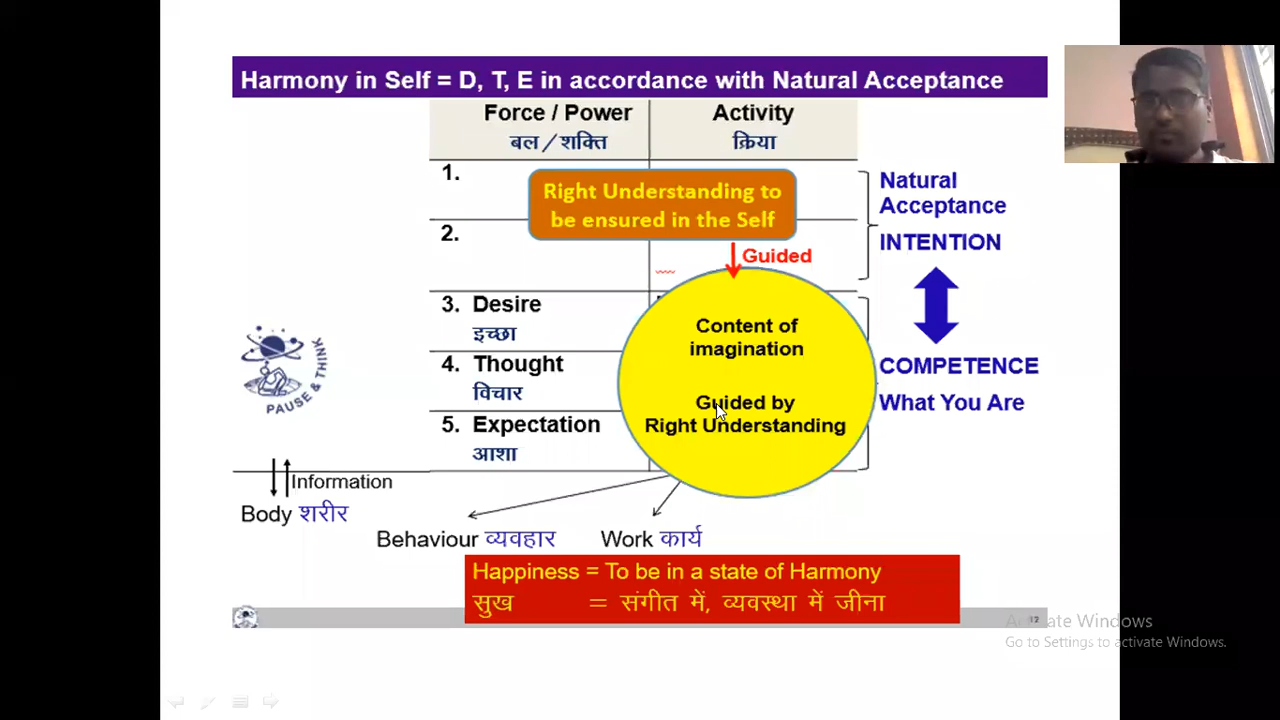 Harmony in Self = D, T, E in accordance with Natural Acceptance
Force / Power
बल/शक्ति
Activity
क्रिया
1.
Right Understanding to
be ensured in the Self
Natural
Acceptance
INTENTION
2.
Guided
3. Desire
इच्छा
Content of
imagination
4. Thought
विचार
COMPETENCE
What You Are
Guided by
Right Understanding
5. Expectation
आशा
PAUSE & THINK
Information
Body शरीर
Behaviour व्यवहार
Work कार्य
Happiness = To be in a state of Harmony
सुख = संगीत में, व्यवस्था में जीना
12
Activate Windows
Go to Settings to activate Windows.